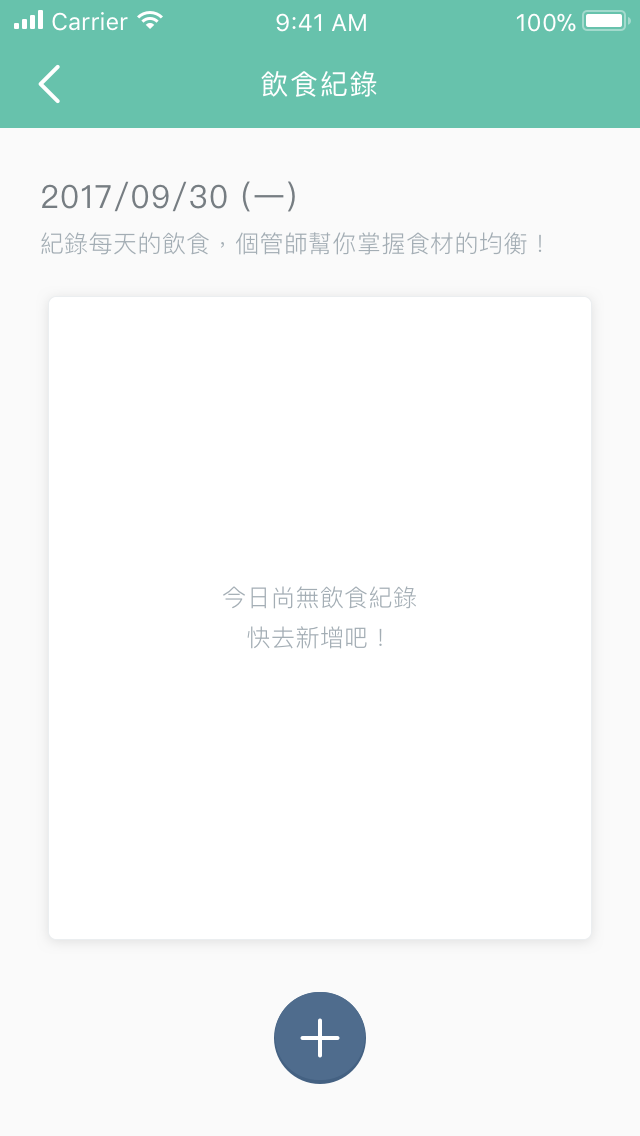 Carrier 9:41 AM 100%
飲食紀錄
2017/09/30 (一)
紀錄每天的飲食，個管師幫你掌握食材的均衡！
今日尚無飲食紀錄
快去新增吧！